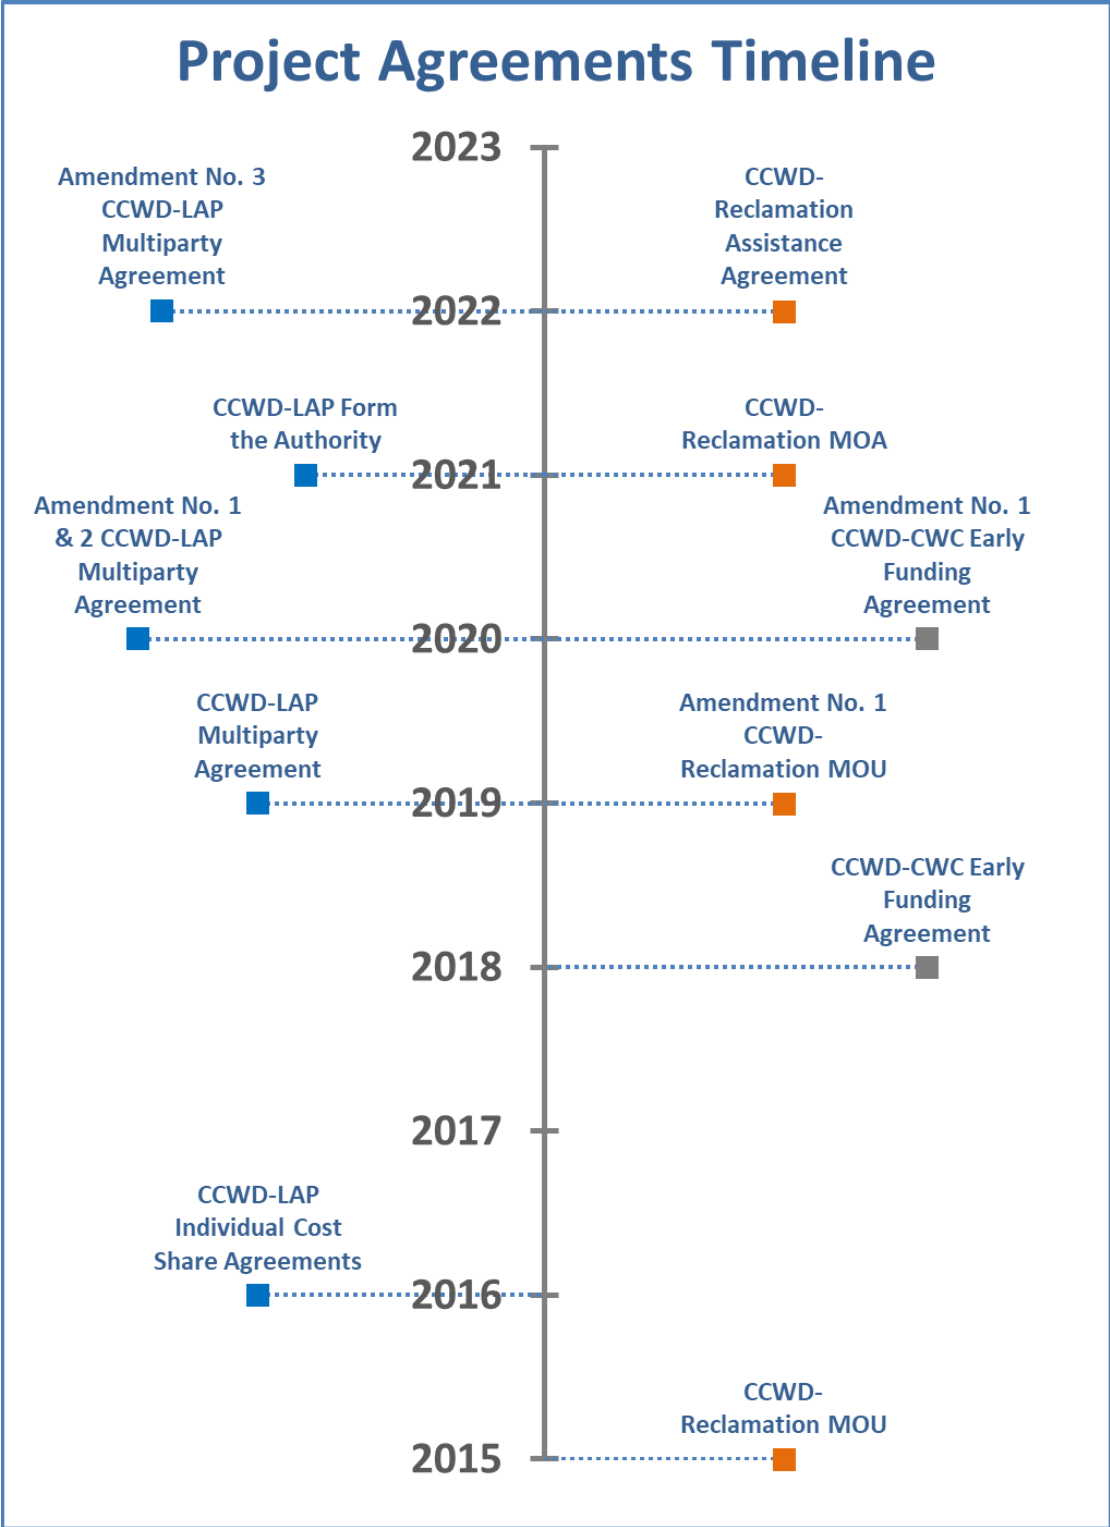 Project Agreements Timeline
2023
Amendment No. 3
CCWD-LAP
Multiparty
Agreement
CCWD-
Reclamation
Assistance
Agreement
2022
CCWD-LAP Form
the Authority
CCWD-
Reclamation MOA
2021
Amendment No. 1
& 2 CCWD-LAP
Multiparty
Agreement
Amendment No. 1
CCWD-CWC Early
Funding
Agreement
2020
CCWD-LAP
Multiparty
Agreement
Amendment No. 1
CCWD-
Reclamation MOU
2019
CCWD-CWC Early
Funding
Agreement
2018
2017
CCWD-LAP
Individual Cost
Share Agreements
2016
CCWD-
Reclamation MOU
2015